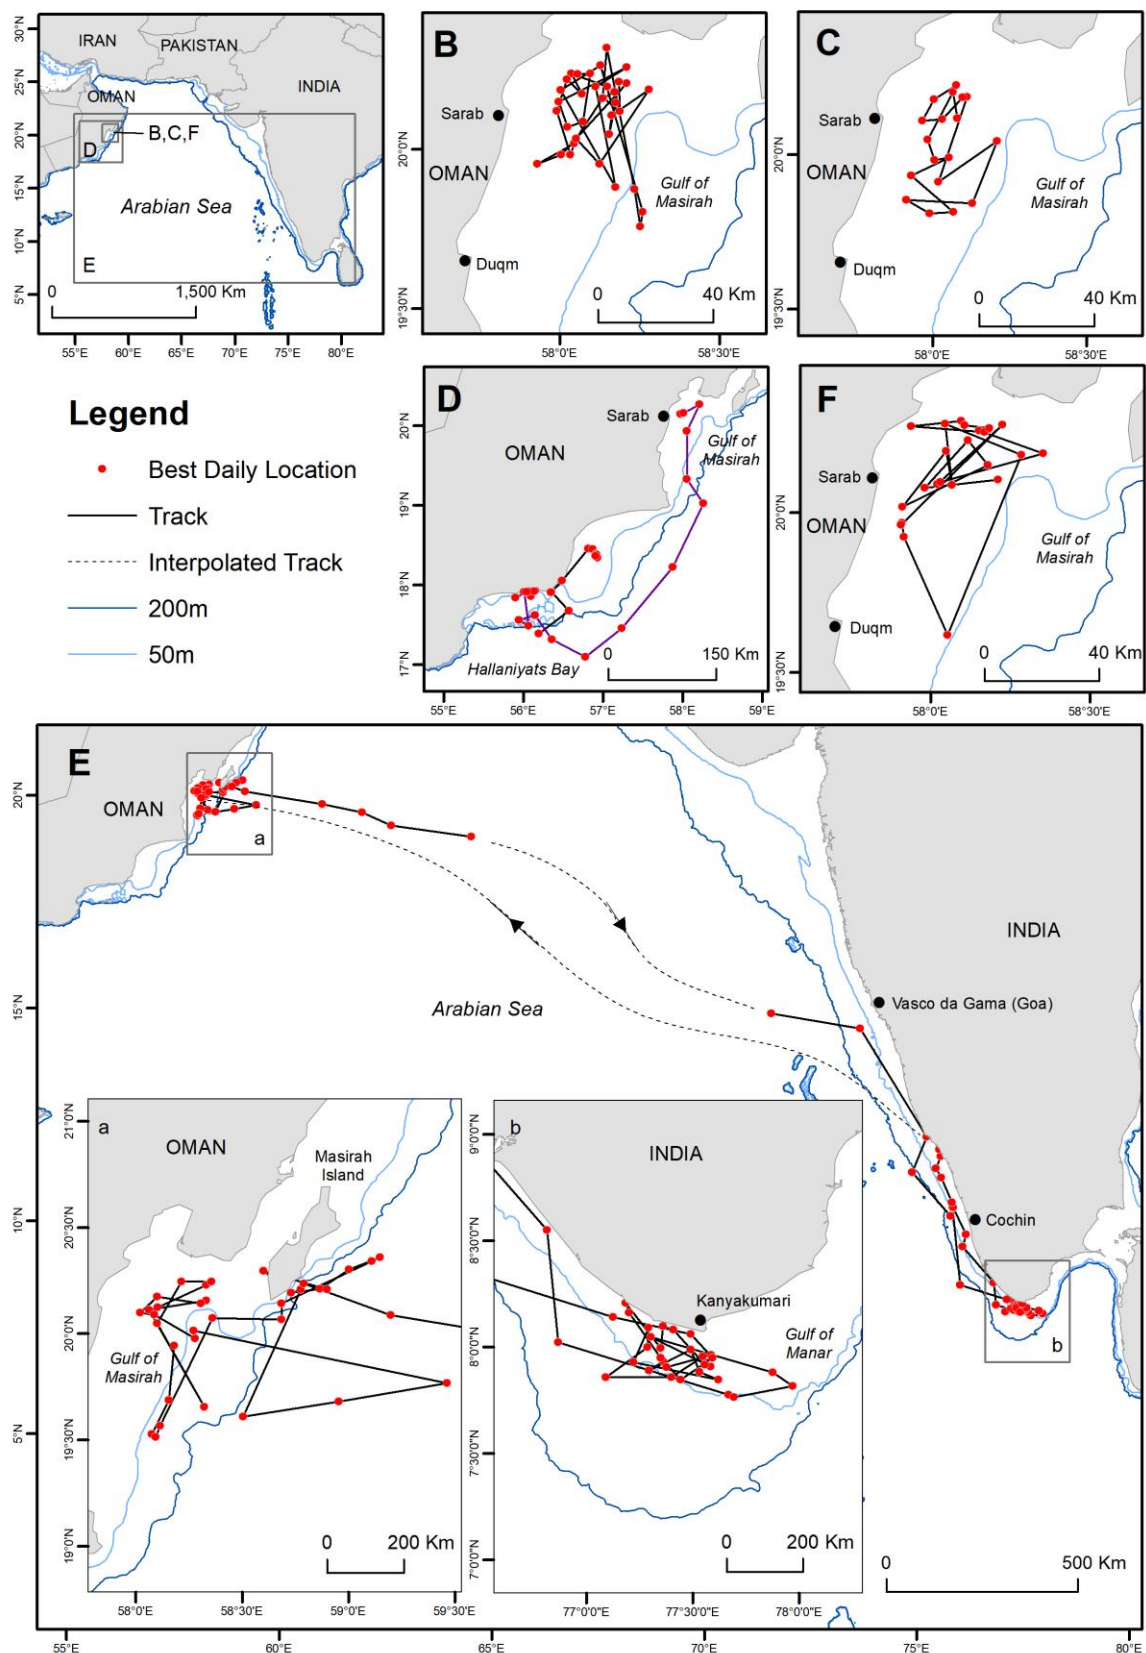 30°N
25°N
20°N
15°N
10°N
5°N
IRAN
PAKISTAN
OMAN
INDIA
B,C,F
D
Arabian Sea
E
0
1,500 Km
55°E
60°E
65°E
70°E
75°E
80°E
B
Sarab
OMAN
Gulf of
Masirah
Duqm
0
40 Km
20°0'N
19°30'N
58°0'E
58°30'E
C
Sarab
OMAN
Gulf of
Masirah
Duqm
0
40 Km
20°0'N
19°30'N
58°0'E
58°30'E
Legend
Best Daily Location
Track
Interpolated Track
200m
50m
D
Sarab
OMAN
Gulf of
Masirah
0
150 Km
Hallaniyats Bay
20°N
19°N
18°N
17°N
55°E
56°E
57°E
58°E
59°E
F
Sarab
OMAN
Gulf of
Masirah
Duqm
0
40 Km
20°0'N
19°30'N
58°0'E
58°30'E
E
OMAN
a
INDIA
Arabian Sea
Vasco da Gama (Goa)
Cochin
b
20°N
15°N
10°N
5°N
0
500 Km
a
OMAN
Masirah
Island
Gulf of
Masirah
0
200 Km
21°0'N
20°30'N
20°0'N
19°30'N
19°0'N
58°0'E
58°30'E
59°0'E
59°30'E
b
INDIA
Kanyakumari
Gulf of
Manar
0
200 Km
9°0'0"N
8°30'0"N
8°0'0"N
7°30'0"N
7°0'0"N
77°0'0"E
77°30'0"E
78°0'0"E
55°E
60°E
65°E
70°E
75°E
80°E